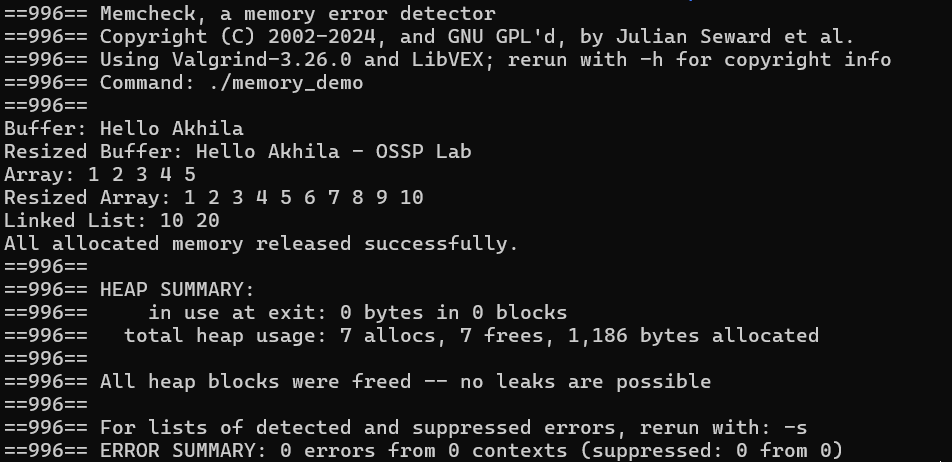 ==996== Memcheck, a memory error detector
==996== Copyright (C) 2002-2024, and GNU GPL'd, by Julian Seward et al.
==996== Using Valgrind-3.26.0 and LibVEX; rerun with -h for copyright info
==996== Command: ./memory_demo
==996==
Buffer: Hello Akhila
Resized Buffer: Hello Akhila - OSSP Lab
Array: 1 2 3 4 5
Resized Array: 1 2 3 4 5 6 7 8 9 10
Linked List: 10 20
All allocated memory released successfully.
==996==
==996== HEAP SUMMARY:
==996==     in use at exit: 0 bytes in 0 blocks
==996==   total heap usage: 7 allocs, 7 frees, 1,186 bytes allocated
==996==
==996== All heap blocks were freed -- no leaks are possible
==996==
==996== For lists of detected and suppressed errors, rerun with: -s
==996== ERROR SUMMARY: 0 errors from 0 contexts (suppressed: 0 from 0)